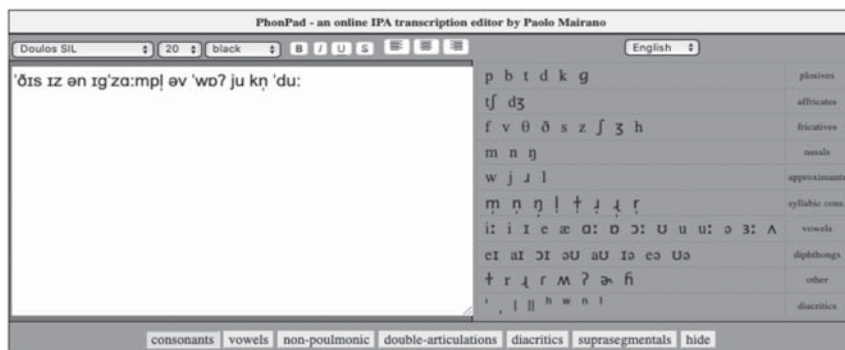 PhonPad - an online IPA transcription editor by Paolo Mairano
Doulos SIL 20 black B I U S English
ˈðɪs ɪz ən ɪgˈzɑːmpl̩ əv ˈwɒʔ ju kn̩ ˈduː
p b t d k ɡ plosives
tʃ dʒ affricates
f v θ ð s z ʃ ʒ h fricatives
m n ŋ nasals
w j ɹ l approximants
m̩ n̩ ŋ̩ l̩ ɫ̩ ɹ̩ ɻ̩ r̩ syllabic cons.
iː i ɪ e æ ɑː ɒ ɔː ʊ u uː ə ɜː ʌ vowels
eɪ aɪ ɔɪ əʊ aʊ ɪə eə ʊə diphthongs
ɫ r ɻ ɾ ʍ ʔ ɚ ɦ other
ˈ ˌ | ‖ ʰ ʷ ⁿ ˡ diacritics
consonants vowels non-poulmonic double-articulations diacritics suprasegmentals hide